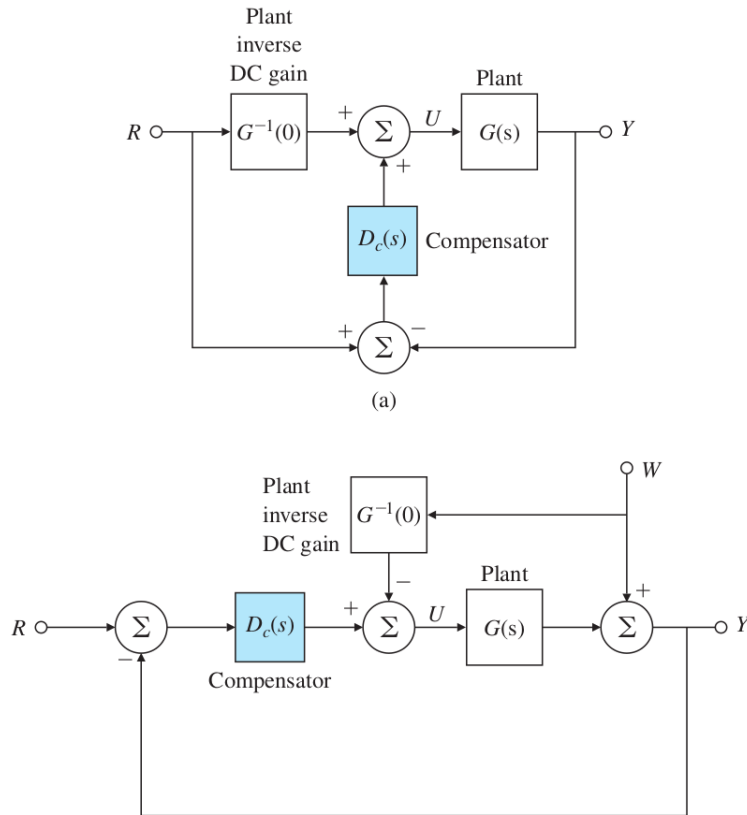 Plant
inverse
DC gain
Plant
R
G⁻¹(0)
+
Σ
U
G(s)
Y
+
D_c(s)
Compensator
+
Σ
−
(a)
W
Plant
inverse
DC gain
G⁻¹(0)
−
Plant
+
R
Σ
D_c(s)
+
Σ
U
G(s)
Σ
Y
−
Compensator